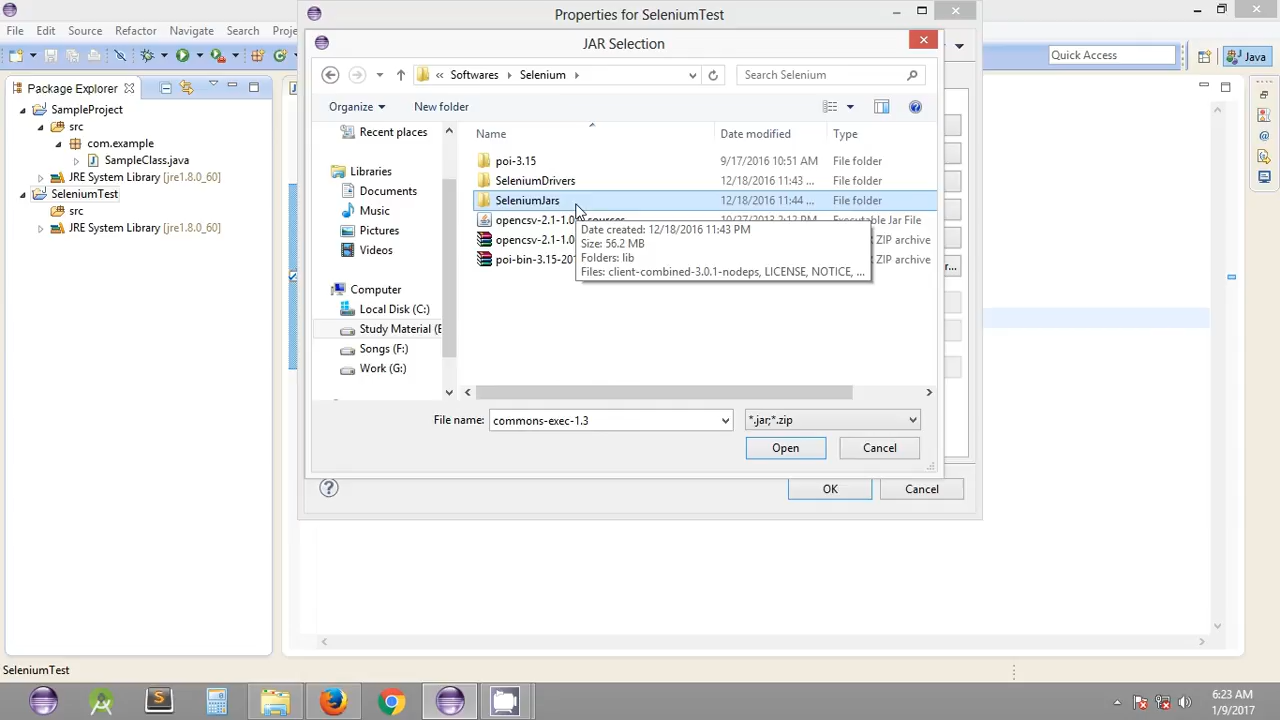 Properties for SeleniumTest
File Edit Source Refactor Navigate Search Proje
JAR Selection
Quick Access
Java
« Softwares Selenium
Search Selenium
Package Explorer
SampleProject
src
com.example
SampleClass.java
JRE System Library [jre1.8.0_60]
SeleniumTest
src
JRE System Library [jre1.8.0_60]
Organize
New folder
Recent places
Libraries
Documents
Music
Pictures
Videos
Computer
Local Disk (C:)
Study Material (E
Songs (F:)
Work (G:)
Name Date modified Type
poi-3.15 9/17/2016 10:51 AM File folder
SeleniumDrivers 12/18/2016 11:43 ... File folder
SeleniumJars 12/18/2016 11:44 ... File folder
File
ZIP archive
ZIP archive
Date created: 12/18/2016 11:43 PM
Size: 56.2 MB
Folders: lib
Files: client-combined-3.0.1-nodeps, LICENSE, NOTICE, ...
File name: commons-exec-1.3
*.jar;*.zip
Open Cancel
OK Cancel
SeleniumTest
6:23 AM
1/9/2017